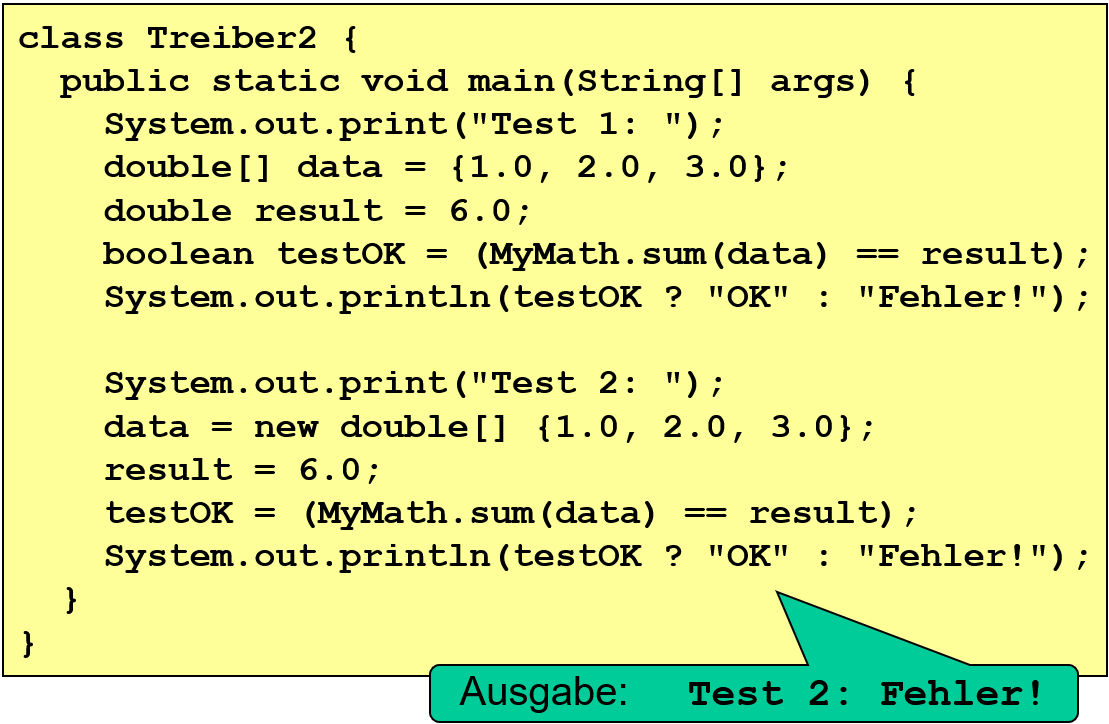 class Treiber2 {
  public static void main(String[] args) {
    System.out.print("Test 1: ");
    double[] data = {1.0, 2.0, 3.0};
    double result = 6.0;
    boolean testOK = (MyMath.sum(data) == result);
    System.out.println(testOK ? "OK" : "Fehler!");

    System.out.print("Test 2: ");
    data = new double[] {1.0, 2.0, 3.0};
    result = 6.0;
    testOK = (MyMath.sum(data) == result);
    System.out.println(testOK ? "OK" : "Fehler!");
  }
}
Ausgabe: Test 2: Fehler!